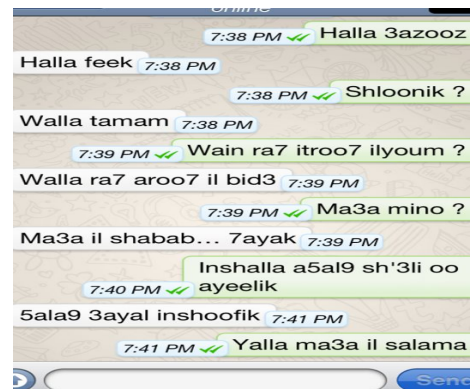 online
7:38 PM Halla 3azooz
Halla feek 7:38 PM
7:38 PM Shloonik ?
Walla tamam 7:38 PM
7:39 PM Wain ra7 itroo7 ilyoum ?
Walla ra7 aroo7 il bid3 7:39 PM
7:39 PM Ma3a mino ?
Ma3a il shabab... 7ayak 7:39 PM
Inshalla a5al9 sh'3li oo
7:40 PM ayeelik
5ala9 3ayal inshoofik 7:41 PM
7:41 PM Yalla ma3a il salama
Send